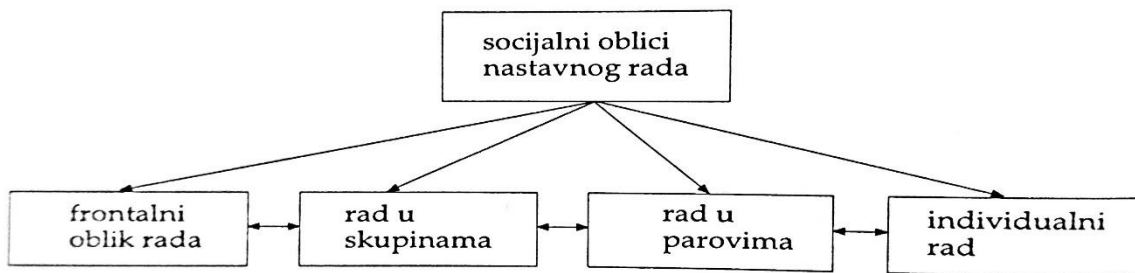 socijalni oblici
nastavnog rada
frontalni
oblik rada
rad u
skupinama
rad u
parovima
individualni
rad